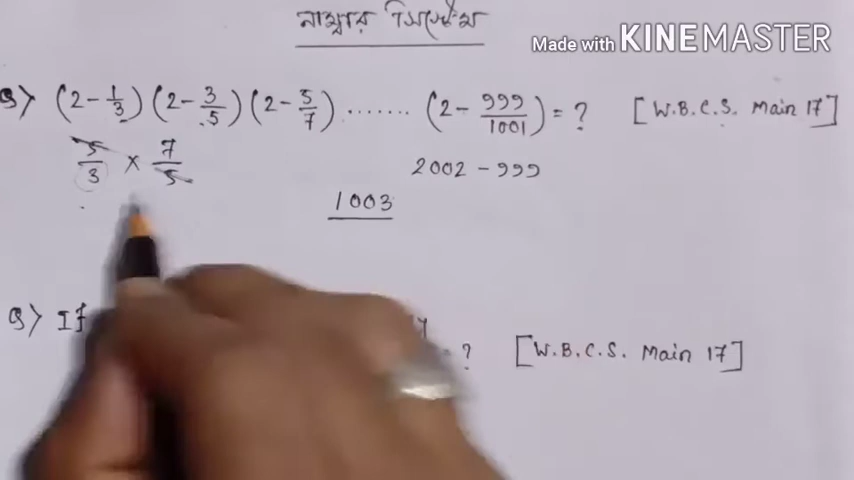 নাম্বার সিস্টেম
Made with KINEMASTER
Q> (2 - 1/3) (2 - 3/5) (2 - 5/7) ....... (2 - 999/1001) = ? [W.B.C.S. Main 17]
5/3 × 7/5 2002 - 999
1003
Q> If = ? [W.B.C.S. Main 17]